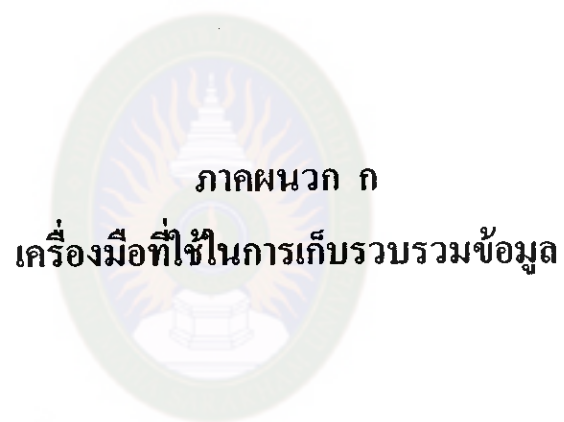 ภาคผนวก ก
เครื่องมือที่ใช้ในการเก็บรวบรวมข้อมูล